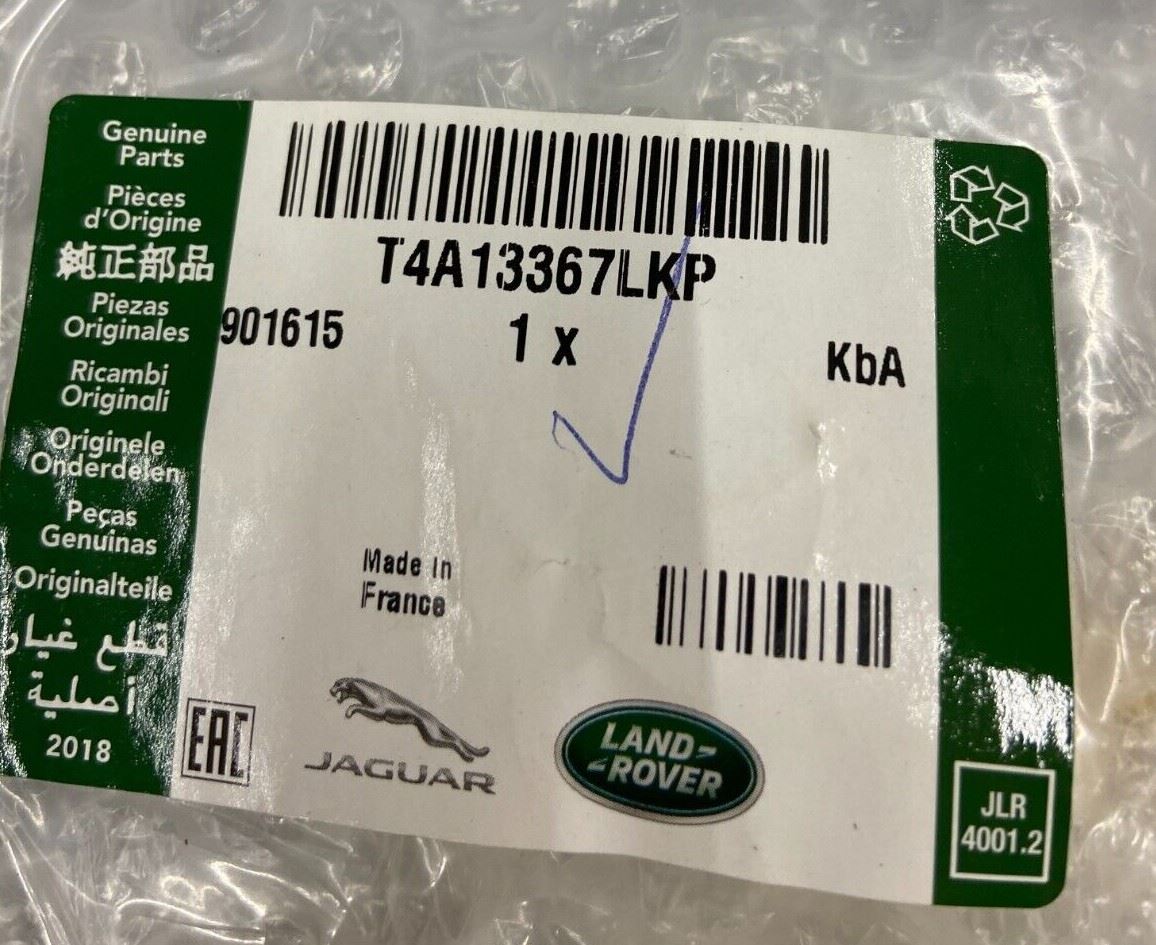 Genuine
Parts
Pièces
d'Origine
純正部品
Piezas
Originales
Ricambi
Originali
Originele
Onderdelen
Peças
Genuinas
Originalteile
قطع غيار
أصلية
2018
T4A13367LKP
901615
1 x
KbA
Made in
France
EAC
JAGUAR
LAND
ROVER
JLR
4001.2